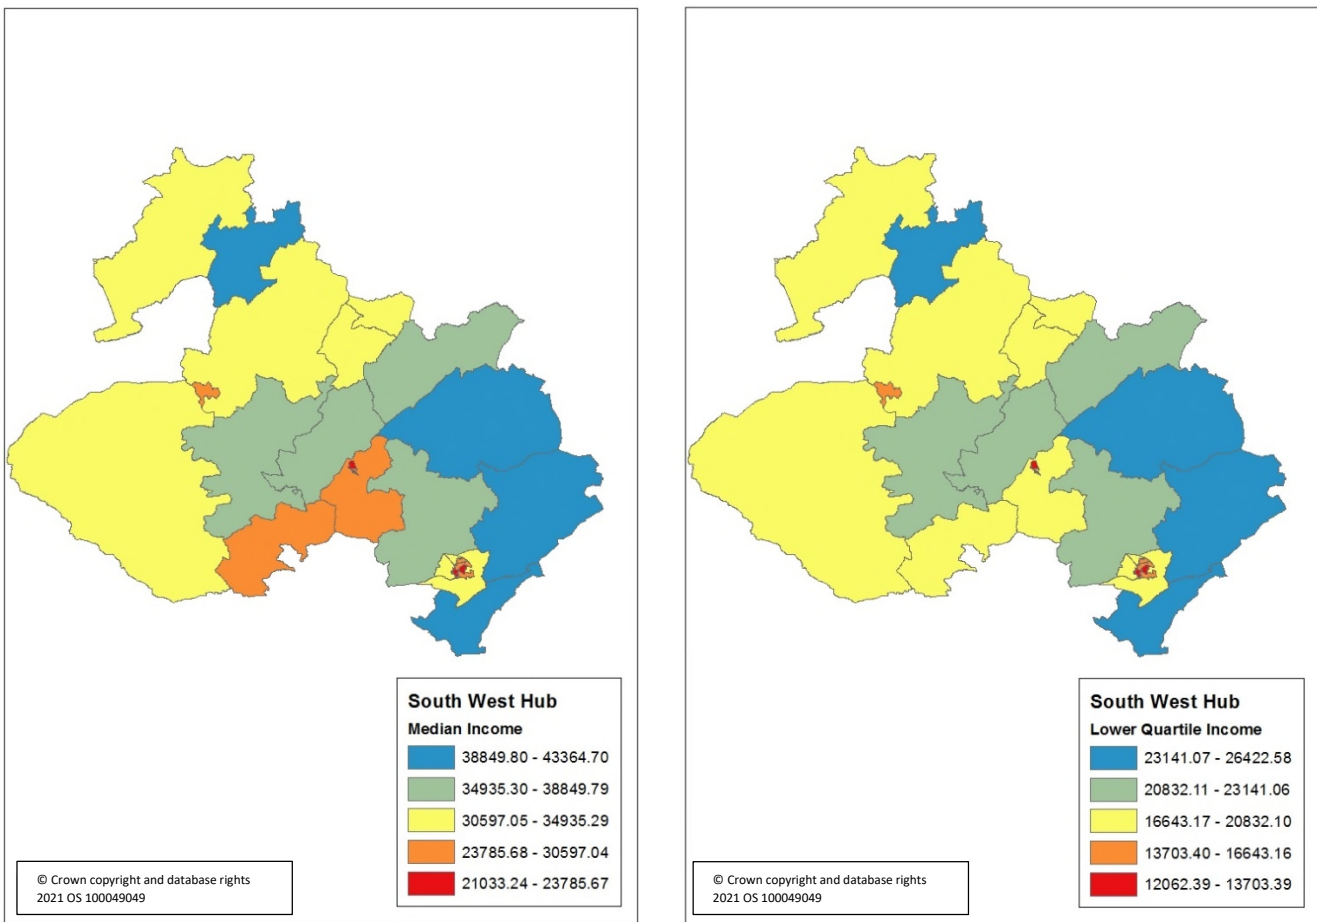 South West Hub
Median Income
38849.80 - 43364.70
34935.30 - 38849.79
30597.05 - 34935.29
23785.68 - 30597.04
21033.24 - 23785.67
© Crown copyright and database rights
2021 OS 100049049
South West Hub
Lower Quartile Income
23141.07 - 26422.58
20832.11 - 23141.06
16643.17 - 20832.10
13703.40 - 16643.16
12062.39 - 13703.39
© Crown copyright and database rights
2021 OS 100049049